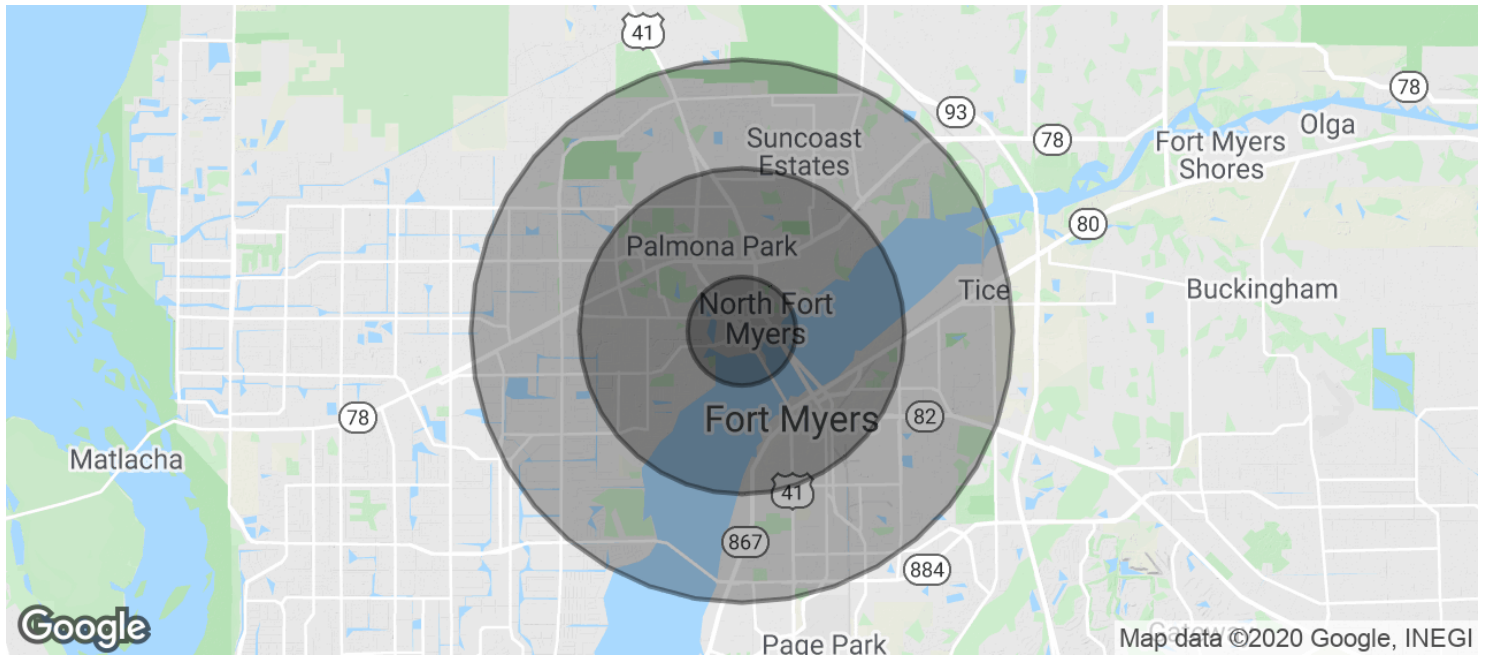 41
78
93
Olga
Suncoast
Estates
78
Fort Myers
Shores
80
Palmona Park
Tice
Buckingham
North Fort
Myers
78
Fort Myers
82
Matlacha
41
867
884
Google
Page Park
Gateway
Map data ©2020 Google, INEGI